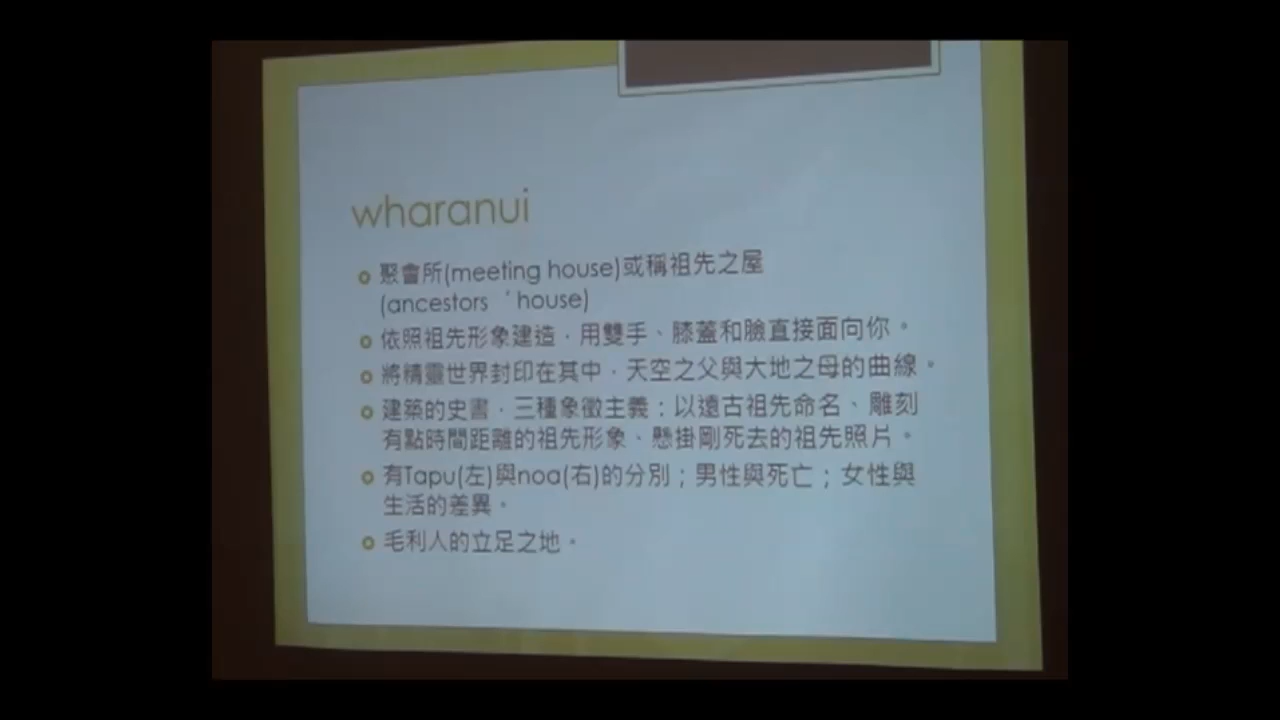 wharanui
聚會所(meeting house)或稱祖先之屋
(ancestors ‘ house)
依照祖先形象建造，用雙手、膝蓋和臉直接面向你。
將精靈世界封印在其中，天空之父與大地之母的曲線。
建築的史書，三種象徵主義；以遠古祖先命名、雕刻
有點時間距離的祖先形象、懸掛剛死去的祖先照片。
有Tapu(左)與noa(右)的分別；男性與死亡；女性與
生活的差異。
毛利人的立足之地。